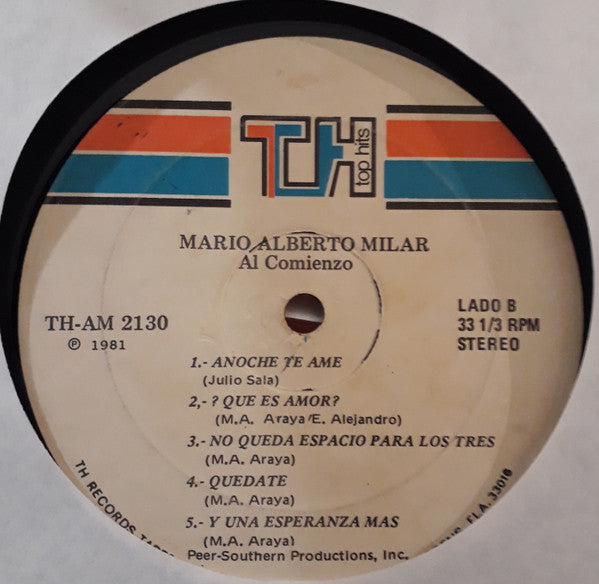 TH top hits
MARIO ALBERTO MILAR
Al Comienzo
TH-AM 2130
℗ 1981
LADO B
33 1/3 RPM
STEREO
1.- ANOCHE TE AME
(Julio Sala)
2,- ? QUE ES AMOR?
(M.A. Araya/E. Alejandro)
3.- NO QUEDA ESPACIO PARA LOS TRES
(M.A. Araya)
4.- QUEDATE
(M.A. Araya)
5.- Y UNA ESPERANZA MAS
(M.A. Araya)
TH RECORDS
Peer-Southern Productions, Inc.
FLA. 33016